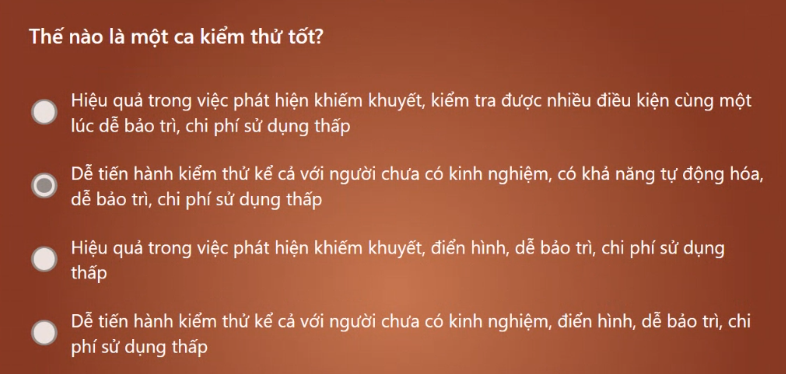 Thế nào là một ca kiểm thử tốt?
Hiệu quả trong việc phát hiện khiếm khuyết, kiểm tra được nhiều điều kiện cùng một
lúc dễ bảo trì, chi phí sử dụng thấp
Dễ tiến hành kiểm thử kể cả với người chưa có kinh nghiệm, có khả năng tự động hóa,
dễ bảo trì, chi phí sử dụng thấp
Hiệu quả trong việc phát hiện khiếm khuyết, điển hình, dễ bảo trì, chi phí sử dụng
thấp
Dễ tiến hành kiểm thử kể cả với người chưa có kinh nghiệm, điển hình, dễ bảo trì, chi
phí sử dụng thấp